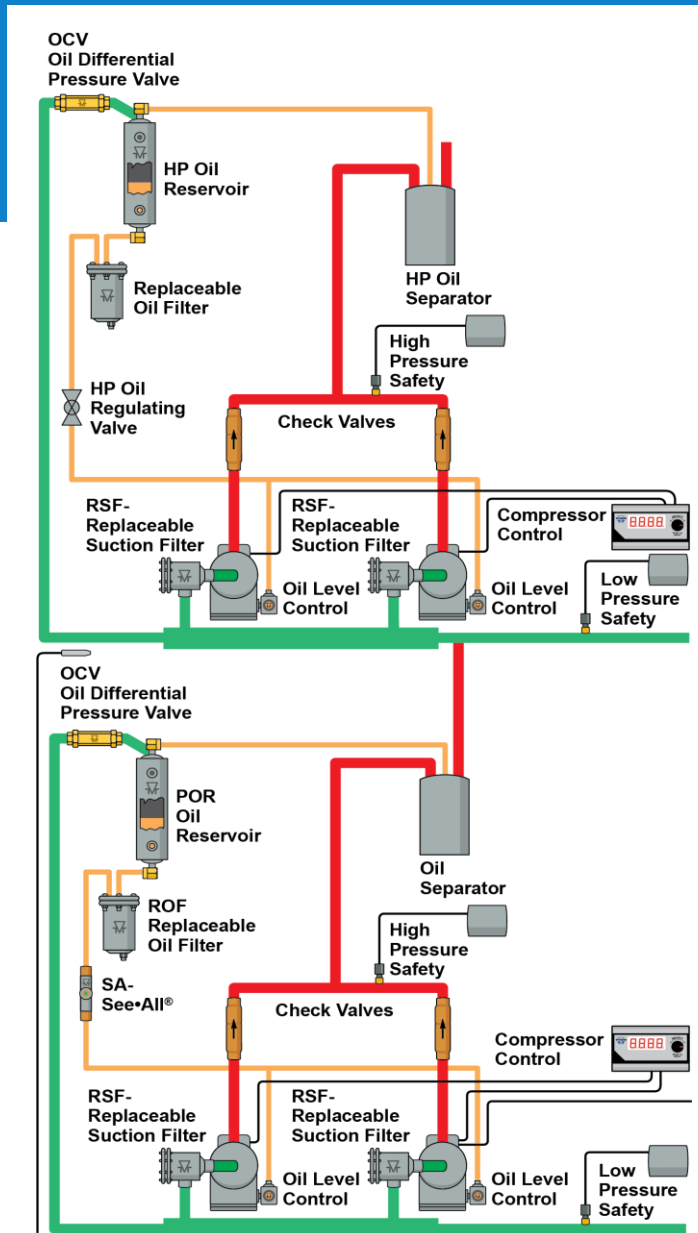 OCV
Oil Differential
Pressure Valve
HP Oil
Reservoir
Replaceable
Oil Filter
HP Oil
Separator
High
Pressure
Safety
HP Oil
Regulating
Valve
Check Valves
RSF-
Replaceable
Suction Filter
RSF-
Replaceable
Suction Filter
Compressor
Control
8888
Oil Level
Control
Oil Level
Control
Low
Pressure
Safety
OCV
Oil Differential
Pressure Valve
POR
Oil
Reservoir
Oil
Separator
ROF
Replaceable
Oil Filter
High
Pressure
Safety
SA-
See•All®
Check Valves
Compressor
Control
8888
RSF-
Replaceable
Suction Filter
RSF-
Replaceable
Suction Filter
Oil Level
Control
Oil Level
Control
Low
Pressure
Safety